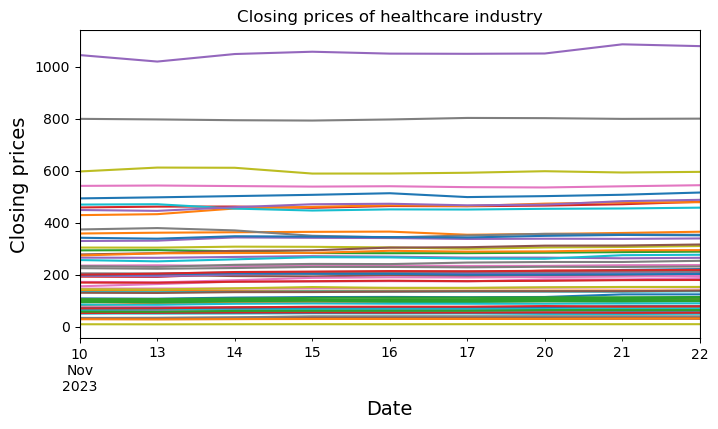 Closing prices of healthcare industry
Closing prices
1000
800
600
400
200
0
10 13 14 15 16 17 20 21 22
Nov
2023
Date